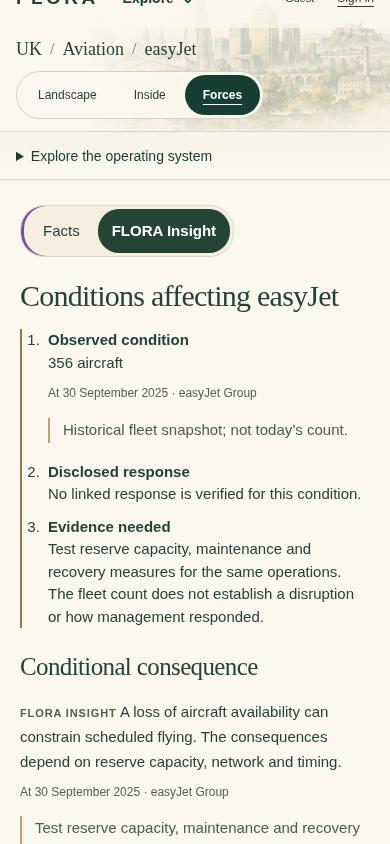 FLORA Explore Guest Sign in
UK / Aviation / easyJet
Landscape Inside Forces
Explore the operating system
Facts FLORA Insight
Conditions affecting easyJet
1. Observed condition
356 aircraft
At 30 September 2025 · easyJet Group
Historical fleet snapshot; not today’s count.
2. Disclosed response
No linked response is verified for this condition.
3. Evidence needed
Test reserve capacity, maintenance and
recovery measures for the same operations.
The fleet count does not establish a disruption
or how management responded.
Conditional consequence
FLORA INSIGHT A loss of aircraft availability can
constrain scheduled flying. The consequences
depend on reserve capacity, network and timing.
At 30 September 2025 · easyJet Group
Test reserve capacity, maintenance and recovery